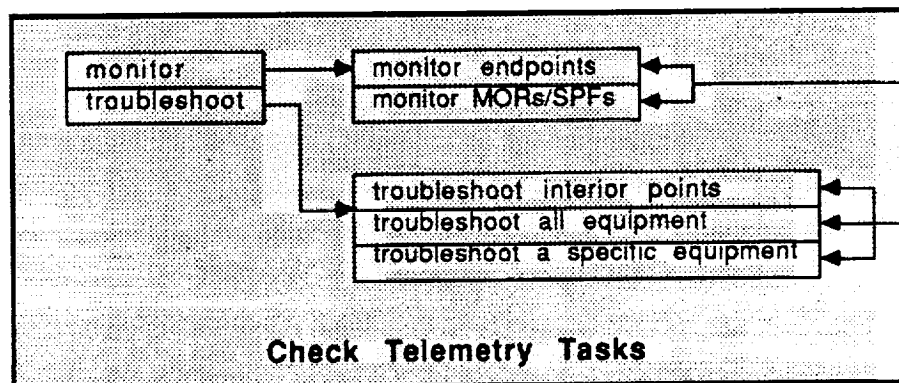 monitor
troubleshoot
monitor endpoints
monitor MORs/SPFs
troubleshoot interior points
troubleshoot all equipment
troubleshoot a specific equipment
Check Telemetry Tasks